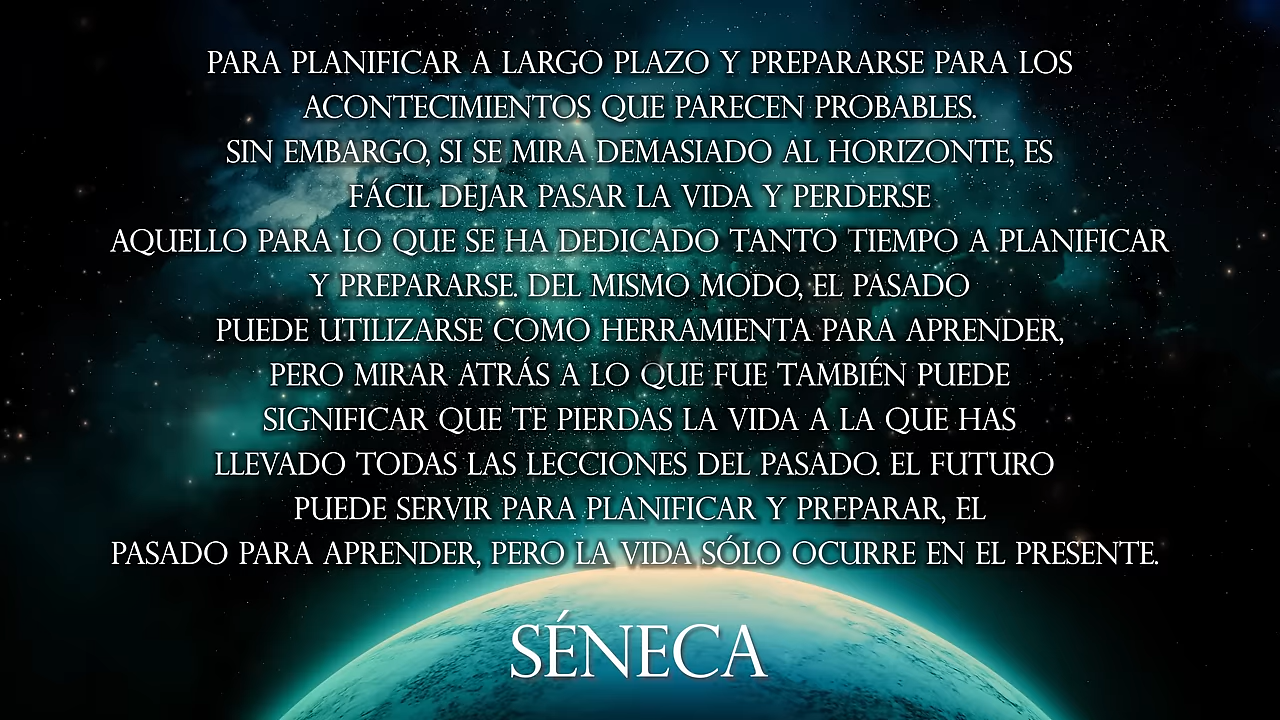 PARA PLANIFICAR A LARGO PLAZO Y PREPARARSE PARA LOS
ACONTECIMIENTOS QUE PARECEN PROBABLES.
SIN EMBARGO, SI SE MIRA DEMASIADO AL HORIZONTE, ES
FÁCIL DEJAR PASAR LA VIDA Y PERDERSE
AQUELLO PARA LO QUE SE HA DEDICADO TANTO TIEMPO A PLANIFICAR
Y PREPARARSE. DEL MISMO MODO, EL PASADO
PUEDE UTILIZARSE COMO HERRAMIENTA PARA APRENDER,
PERO MIRAR ATRÁS A LO QUE FUE TAMBIÉN PUEDE
SIGNIFICAR QUE TE PIERDAS LA VIDA A LA QUE HAS
LLEVADO TODAS LAS LECCIONES DEL PASADO. EL FUTURO
PUEDE SERVIR PARA PLANIFICAR Y PREPARAR, EL
PASADO PARA APRENDER, PERO LA VIDA SÓLO OCURRE EN EL PRESENTE.
SÉNECA